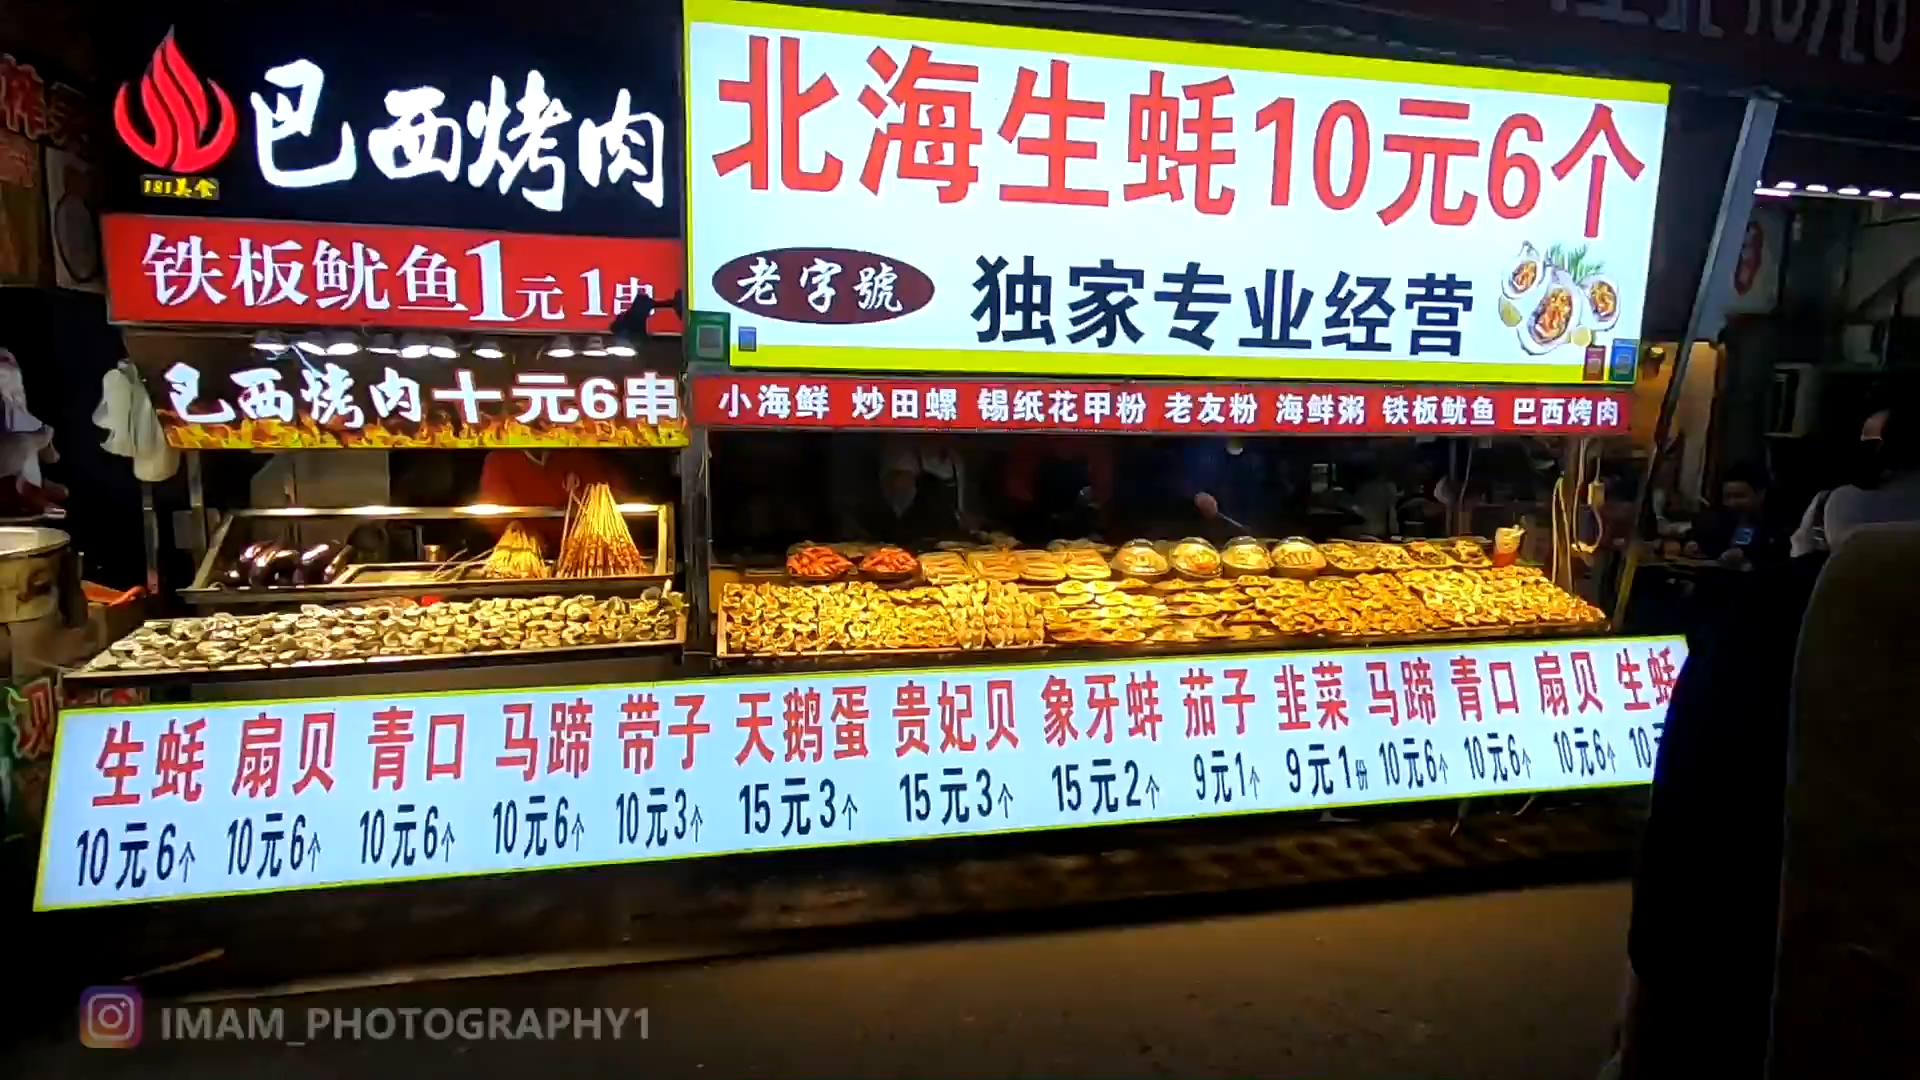 巴西烤肉
181美食
铁板鱿鱼1元1串
巴西烤肉十元6串
北海生蚝10元6个
老字號
独家专业经营
小海鲜 炒田螺 锡纸花甲粉 老友粉 海鲜粥 铁板鱿鱼 巴西烤肉
生蚝 扇贝 青口 马蹄 带子 天鹅蛋 贵妃贝 象牙蚌 茄子 韭菜 马蹄 青口 扇贝 生蚝
10元6个 10元6个 10元6个 10元6个 10元3个 15元3个 15元3个 15元2个 9元1个 9元1份 10元6个 10元6个 10元6个 10元
IMAM_PHOTOGRAPHY1